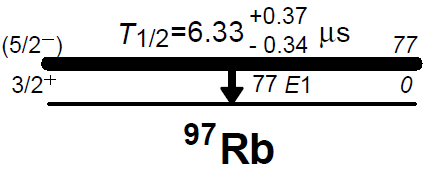 (5/2⁻) T1/2=6.33 +0.37 - 0.34 μs 77
3/2⁺ 77 E1 0
⁹⁷Rb